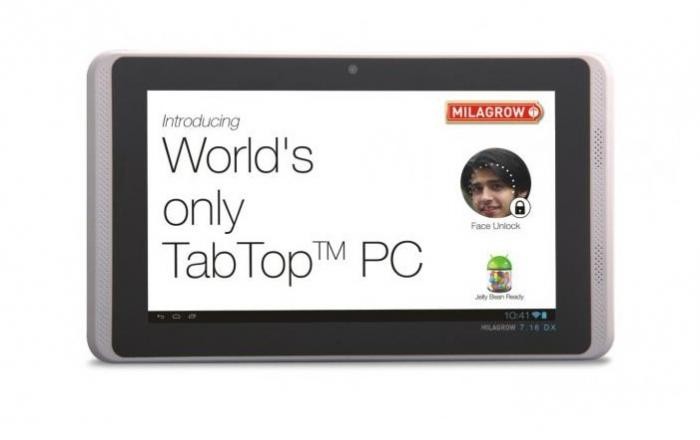 Introducing
World's
only
TabTop™ PC
MILAGROW
Face Unlock
Jelly Bean Ready
10:41
MILAGROW 7.16 DX